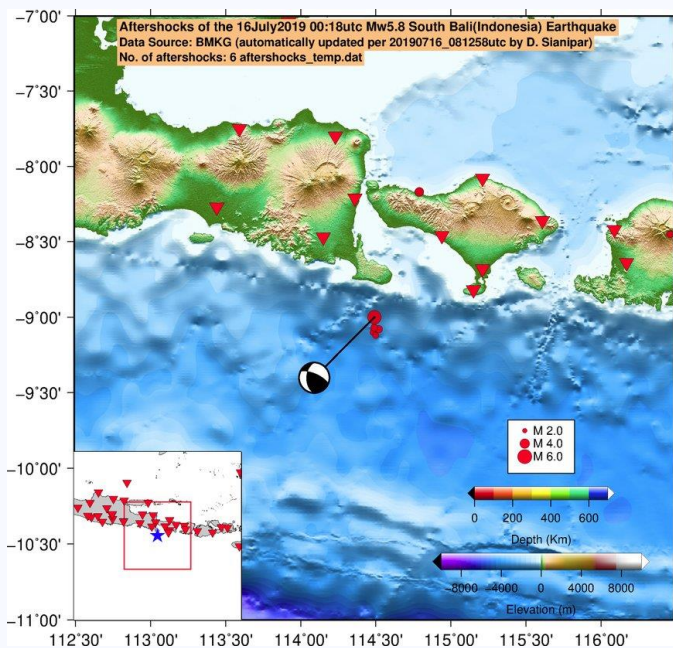 Aftershocks of the 16July2019 00:18utc Mw5.8 South Bali(Indonesia) Earthquake
Data Source: BMKG (automatically updated per 20190716_081258utc by D. Sianipar)
No. of aftershocks: 6 aftershocks_temp.dat
−7°00'
−7°30'
−8°00'
−8°30'
−9°00'
−9°30'
−10°00'
−10°30'
−11°00'
M 2.0
M 4.0
M 6.0
0 200 400 600
Depth (Km)
−8000 −4000 0 4000 8000
Elevation (m)
112°30' 113°00' 114°00' 114°30' 115°00' 115°30' 116°00'